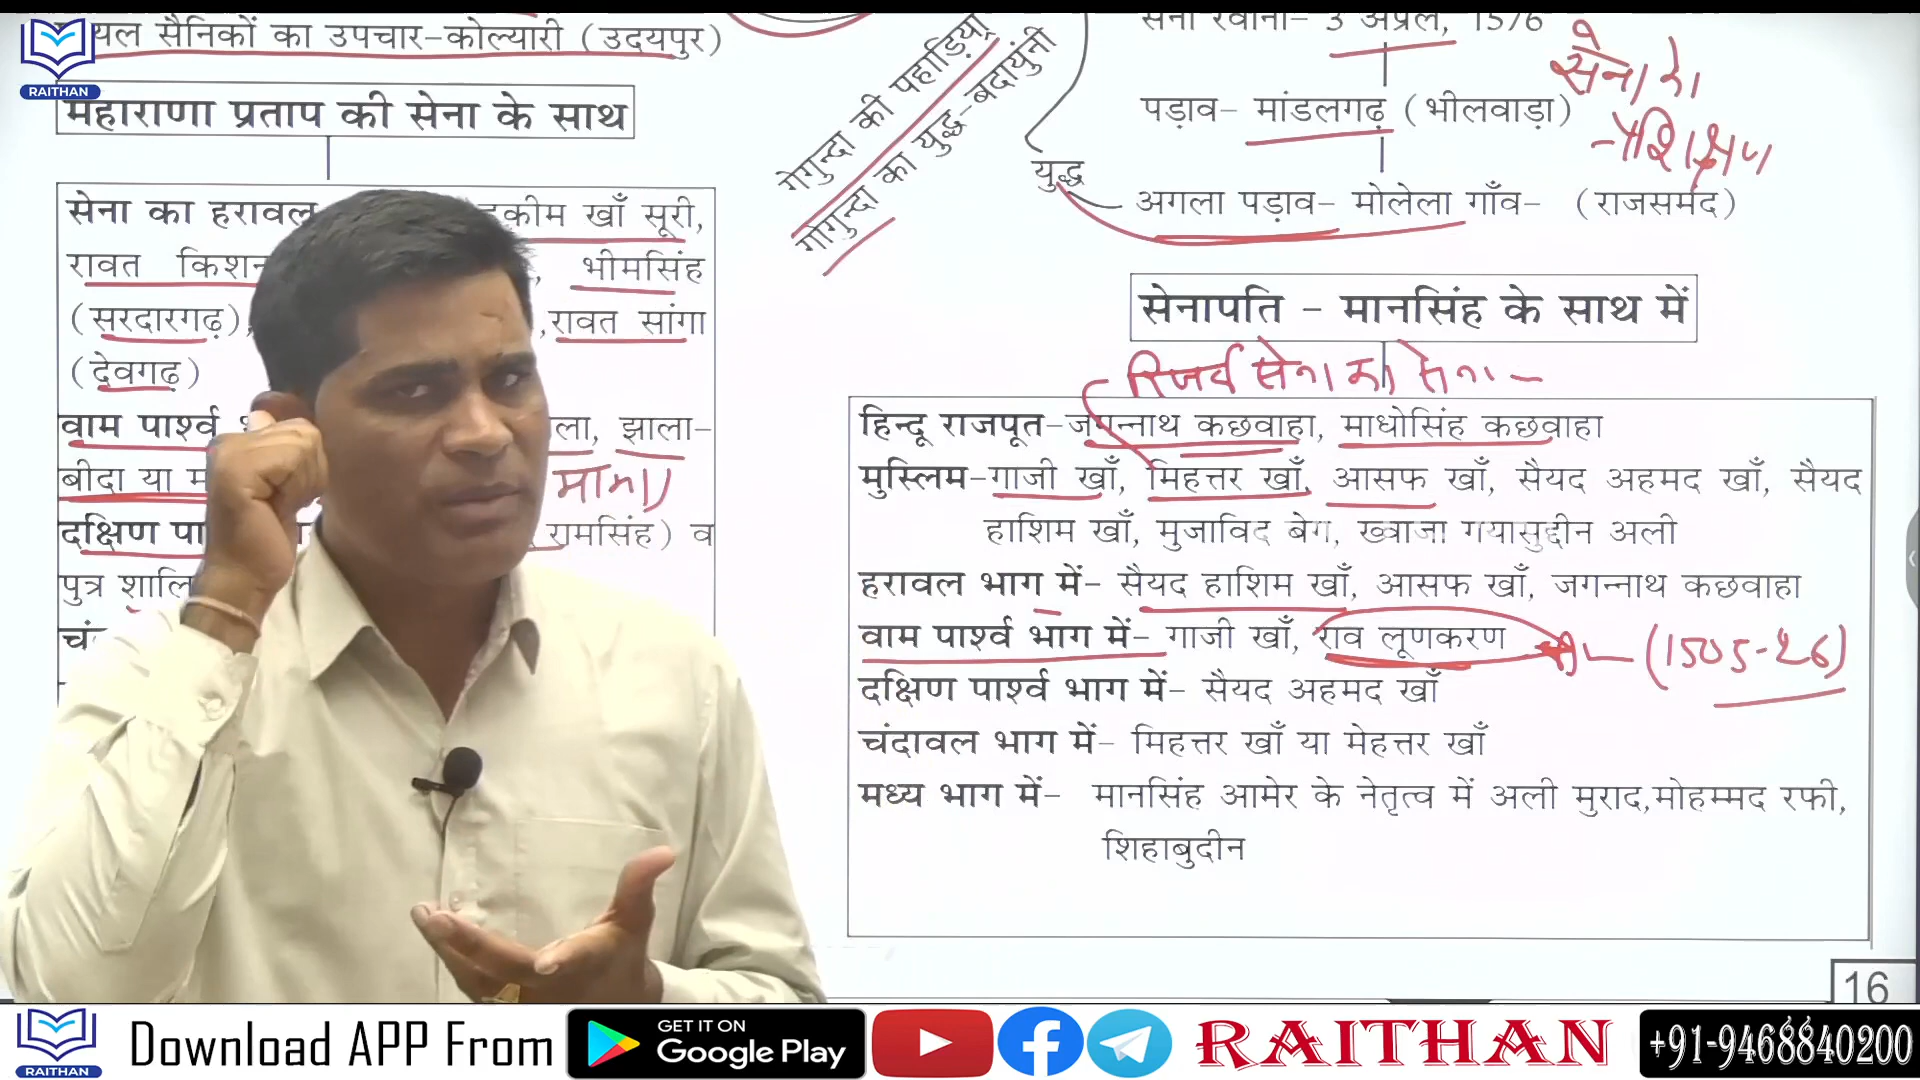 यल सैनिकों का उपचार-कोल्यारी (उदयपुर)
RAITHAN
महाराणा प्रताप की सेना के साथ
सेना का हरावल
हकीम खाँ सूरी,
रावत किशन
, भीमसिंह
(सरदारगढ़),
,रावत सांगा
(देवगढ़)
वाम पार्श्व
ला, झाला-
बीदा या म
माना)
दक्षिण पा
रामसिंह) व
पुत्र शालि
चं
गोगुन्दा की पहाड़ियाँ
गोगुन्दा का युद्ध-बदायुंनी
सेना रवाना- 3 अप्रैल, 1576
पड़ाव- मांडलगढ़ (भीलवाड़ा)
सेना का
-प्रशिक्षण
युद्ध
अगला पड़ाव- मोलेला गाँव- (राजसमंद)
सेनापति - मानसिंह के साथ में
रिजर्व सेना का सेना -
हिन्दू राजपूत-जगन्नाथ कछवाहा, माधोसिंह कछवाहा
मुस्लिम-गाजी खाँ, मिहत्तर खाँ, आसफ खाँ, सैयद अहमद खाँ, सैयद
हाशिम खाँ, मुजाविद बेग, ख्वाजा गयासुद्दीन अली
हरावल भाग में- सैयद हाशिम खाँ, आसफ खाँ, जगन्नाथ कछवाहा
वाम पार्श्व भाग में- गाजी खाँ, राव लूणकरण
(1505-26)
दक्षिण पार्श्व भाग में- सैयद अहमद खाँ
चंदावल भाग में- मिहत्तर खाँ या मेहत्तर खाँ
मध्य भाग में- मानसिंह आमेर के नेतृत्व में अली मुराद,मोहम्मद रफी,
शिहाबुदीन
16
RAITHAN
Download APP From
GET IT ON
Google Play
RAITHAN
+91-9468840200